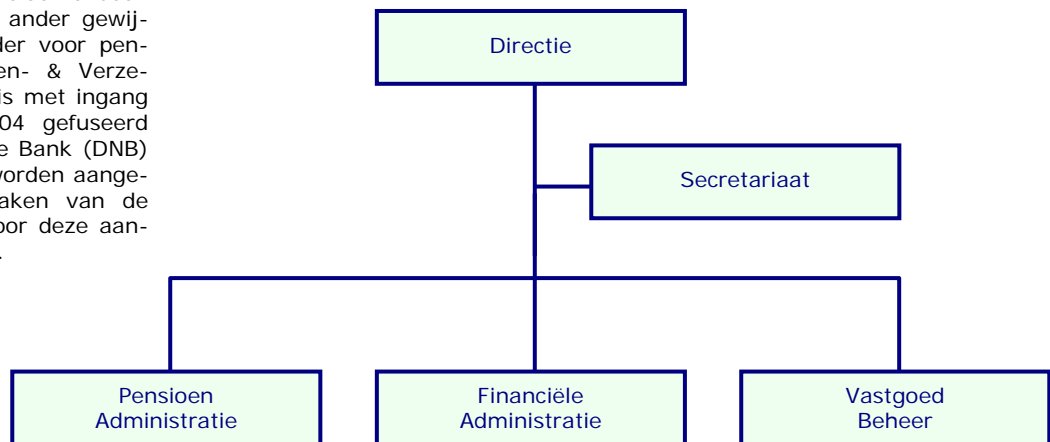 ander gewij-
der voor pen-
en- & Verze-
is met ingang
04 gefuseerd
e Bank (DNB)
worden aange-
aken van de
oor deze aan-
Directie
Secretariaat
Pensioen
Administratie
Financiële
Administratie
Vastgoed
Beheer